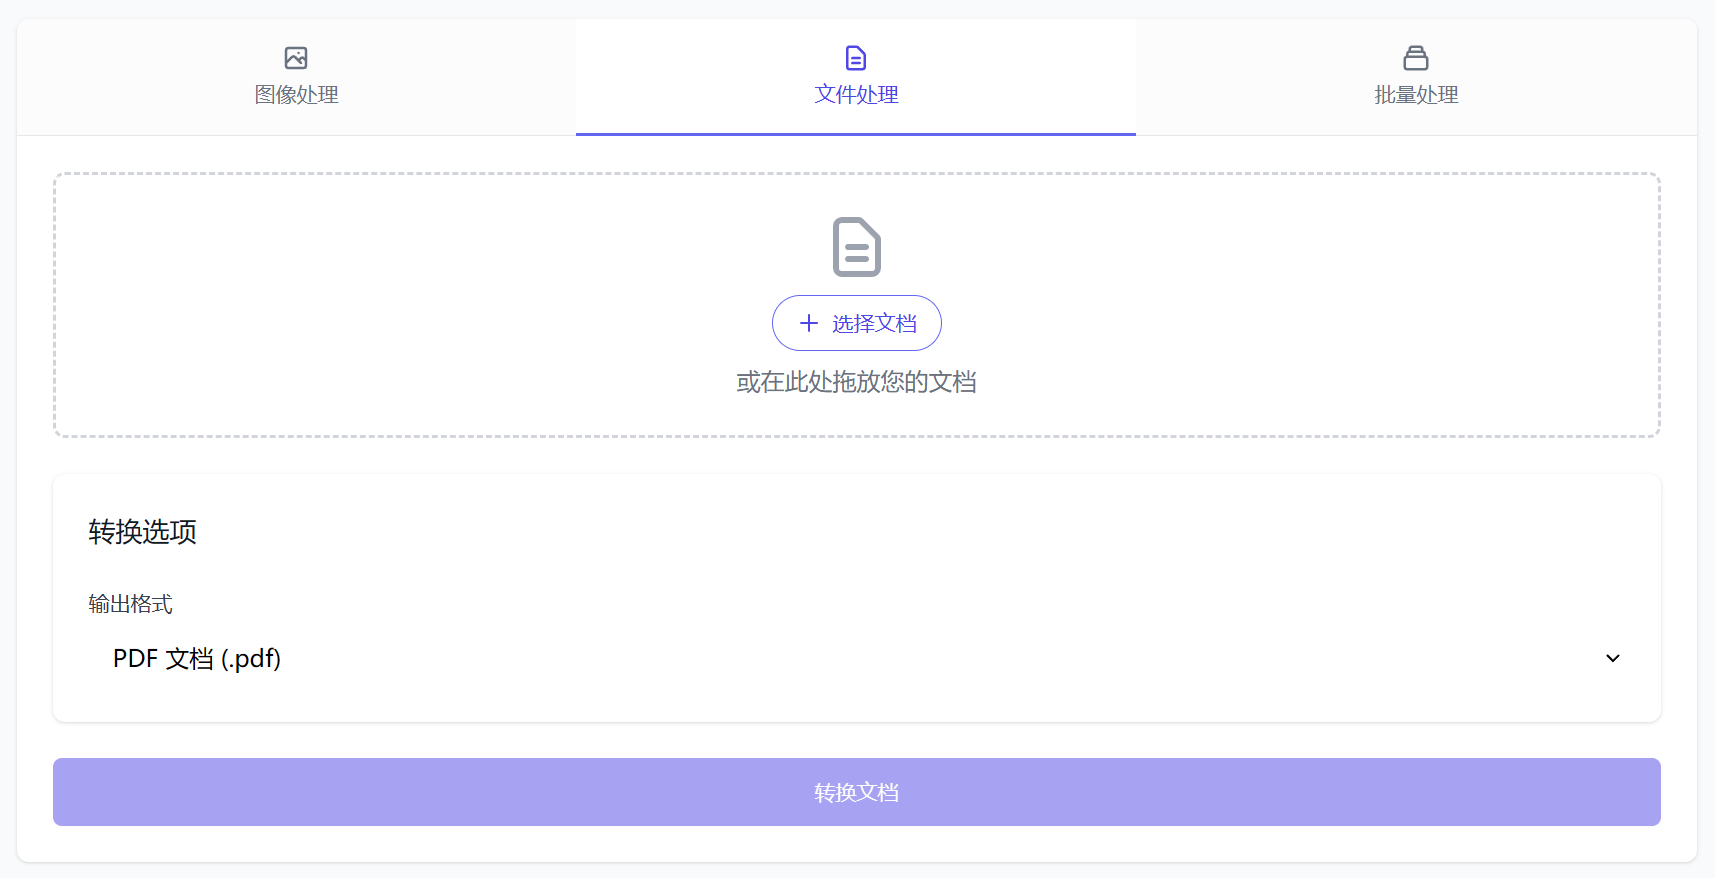 图像处理
文件处理
批量处理
选择文档
或在此处拖放您的文档
转换选项
输出格式
PDF 文档 (.pdf)
转换文档